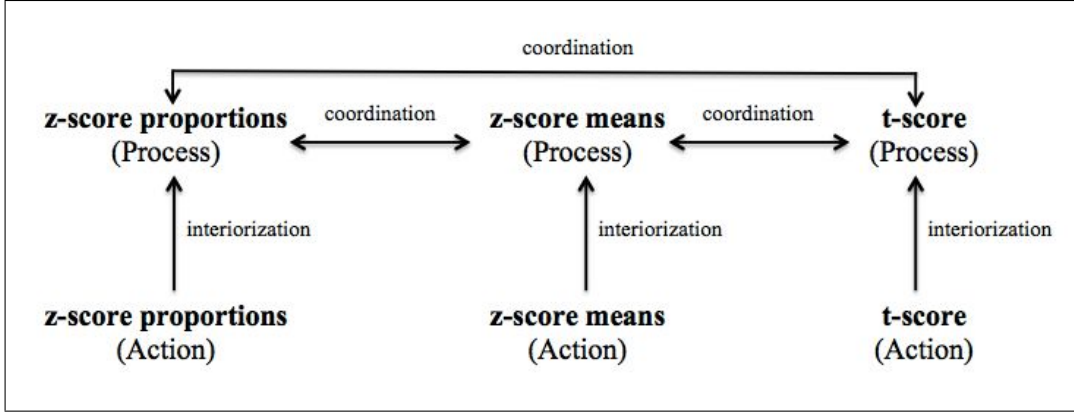 coordination
z-score proportions
(Process)
coordination
z-score means
(Process)
coordination
t-score
(Process)
interiorization
interiorization
interiorization
z-score proportions
(Action)
z-score means
(Action)
t-score
(Action)